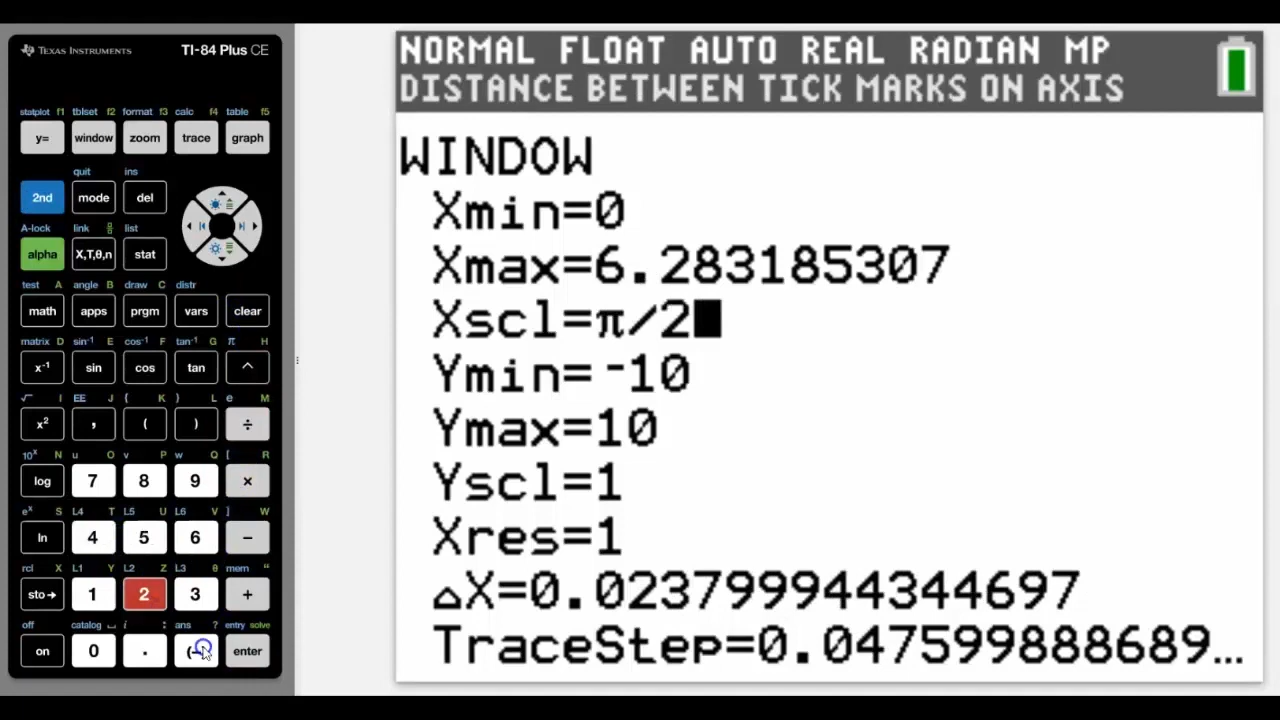 TEXAS INSTRUMENTS TI-84 Plus CE
statplot f1 tblset f2 format f3 calc f4 table f5
y= window zoom trace graph
quit ins
2nd mode del
A-lock link list
alpha X,T,θ,n stat
test A angle B draw C distr
math apps prgm vars clear
matrix D sin⁻¹ E cos⁻¹ F tan⁻¹ G π H
x⁻¹ sin cos tan ^
√ I EE J { K } L e M
x² , ( ) ÷
10ˣ N u O v P w Q [ R
log 7 8 9 ×
eˣ S L4 T L5 U L6 V ] W
ln 4 5 6 −
rcl X L1 Y L2 Z L3 θ mem "
sto→ 1 2 3 +
off catalog ⎵ i : ans ? entry solve
on 0 . (-) enter
NORMAL FLOAT AUTO REAL RADIAN MP
DISTANCE BETWEEN TICK MARKS ON AXIS
WINDOW
Xmin=0
Xmax=6.283185307
Xscl=π/2
Ymin=-10
Ymax=10
Yscl=1
Xres=1
△X=0.023799944344697
TraceStep=0.047599888689...